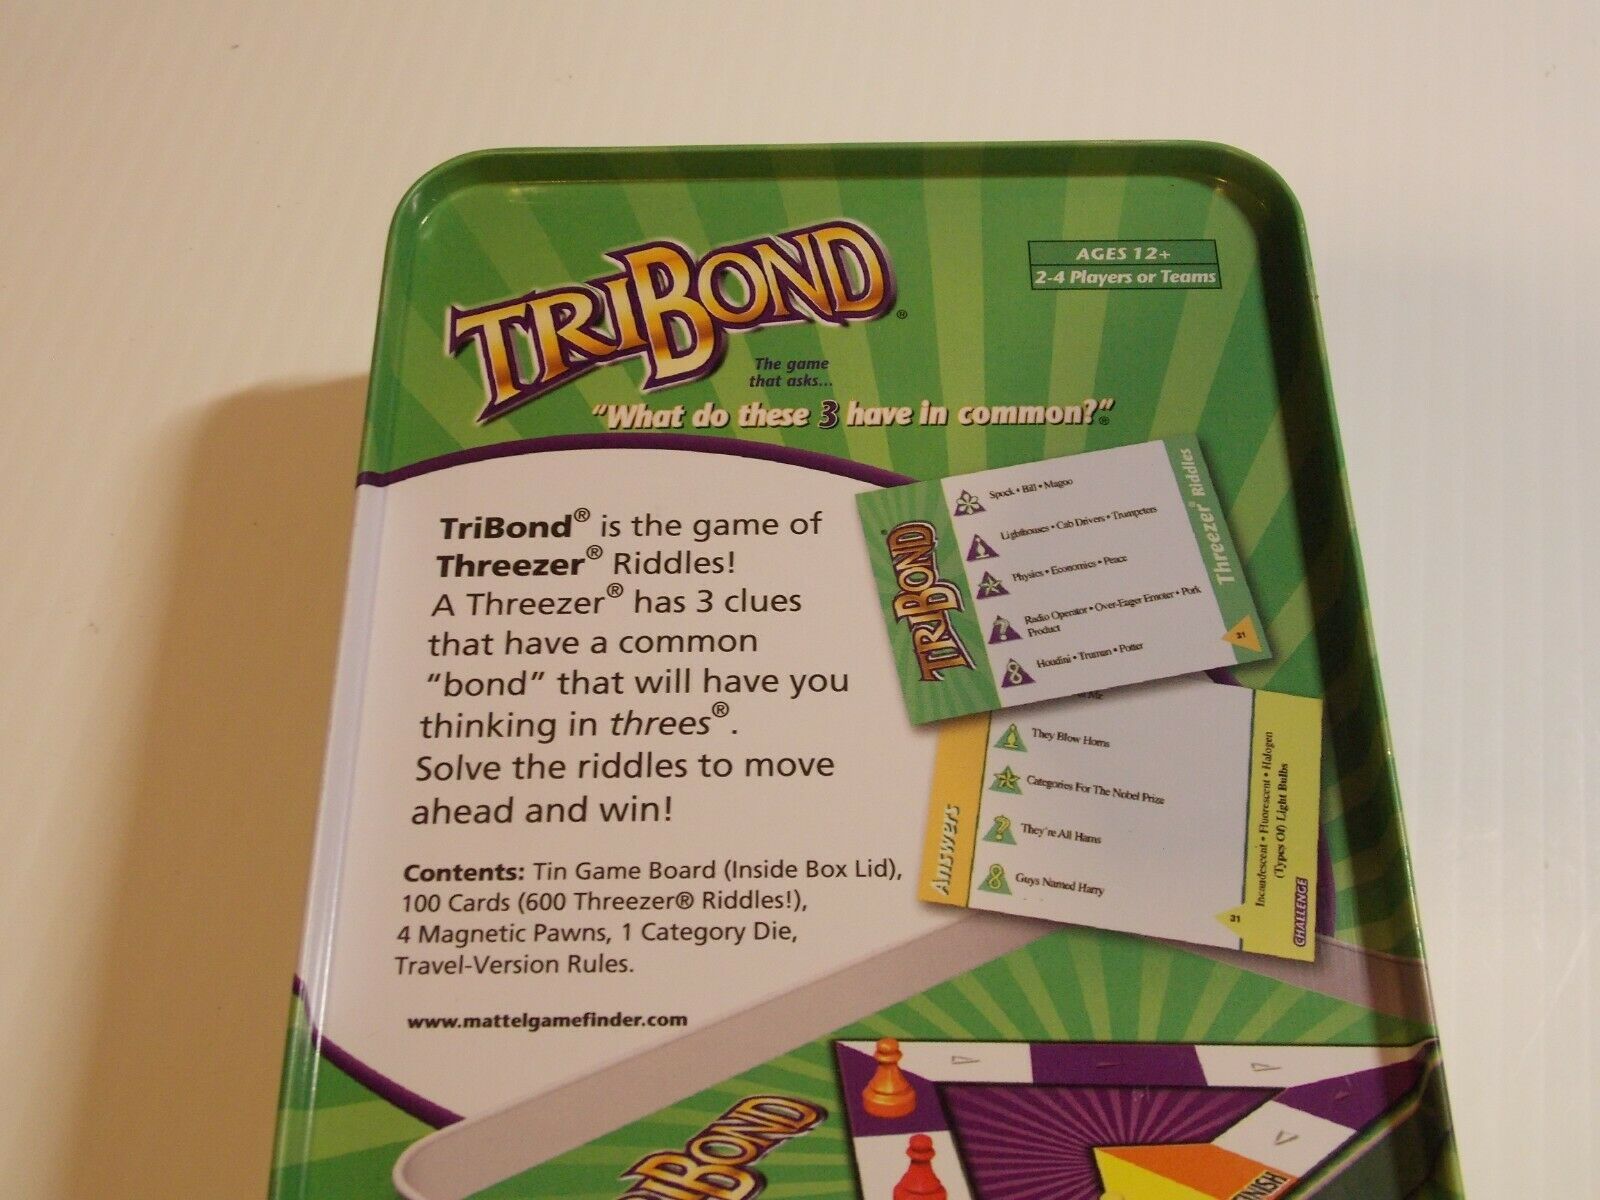 TRIBOND®
AGES 12+
2-4 Players or Teams
The game
that asks...
"What do these 3 have in common?"®
TriBond® is the game of
Threezer® Riddles!
A Threezer® has 3 clues
that have a common
"bond" that will have you
thinking in threes®.
Solve the riddles to move
ahead and win!
Contents: Tin Game Board (Inside Box Lid),
100 Cards (600 Threezer® Riddles!),
4 Magnetic Pawns, 1 Category Die,
Travel-Version Rules.
www.mattelgamefinder.com
TRIBOND
Spock • Bill • Magoo
Lighthouses • Cab Drivers • Trumpeters
Physics • Economics • Peace
Radio Operator • Over-Eager Emoter • Pork
Product
Houdini • Truman • Potter
Threezer® Riddles
31
Answers
They Blow Horns
Categories For The Nobel Prize
They're All Hams
Guys Named Harry
31
Incandescent • Fluorescent • Halogen
(Types Of) Light Bulbs
CHALLENGE
TRIBOND
FINISH